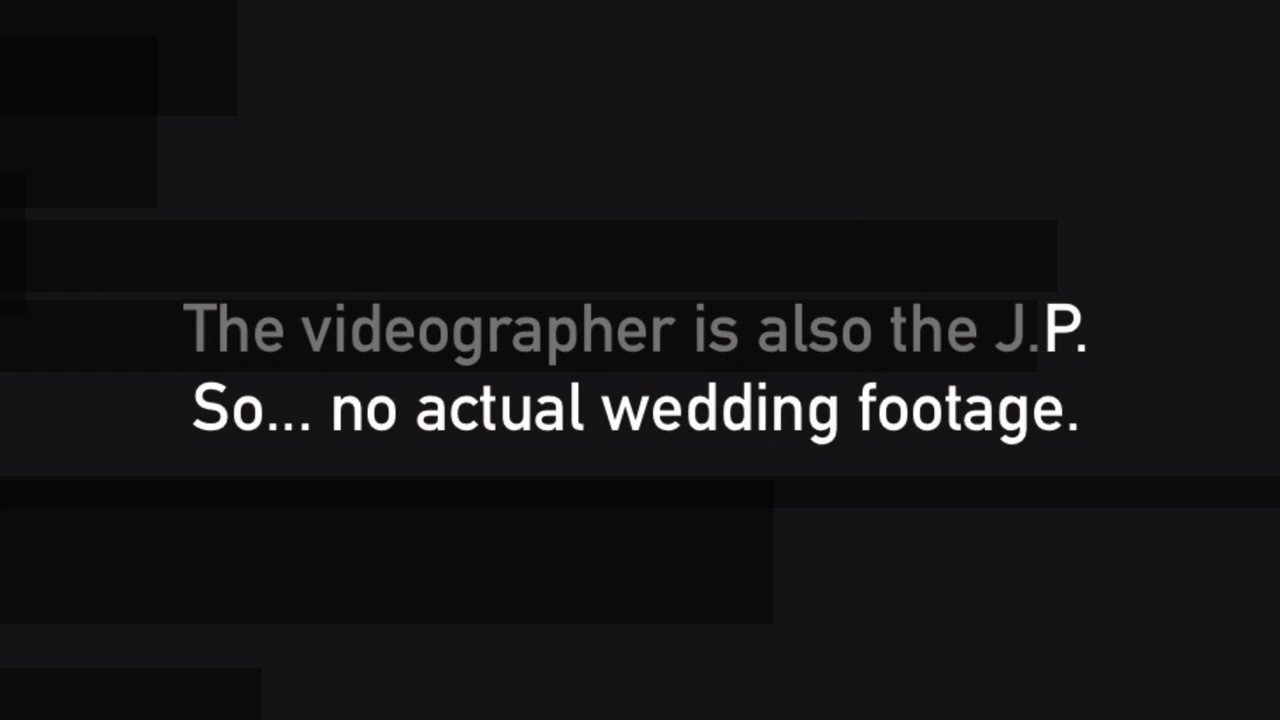 The videographer is also the J.P.
So... no actual wedding footage.